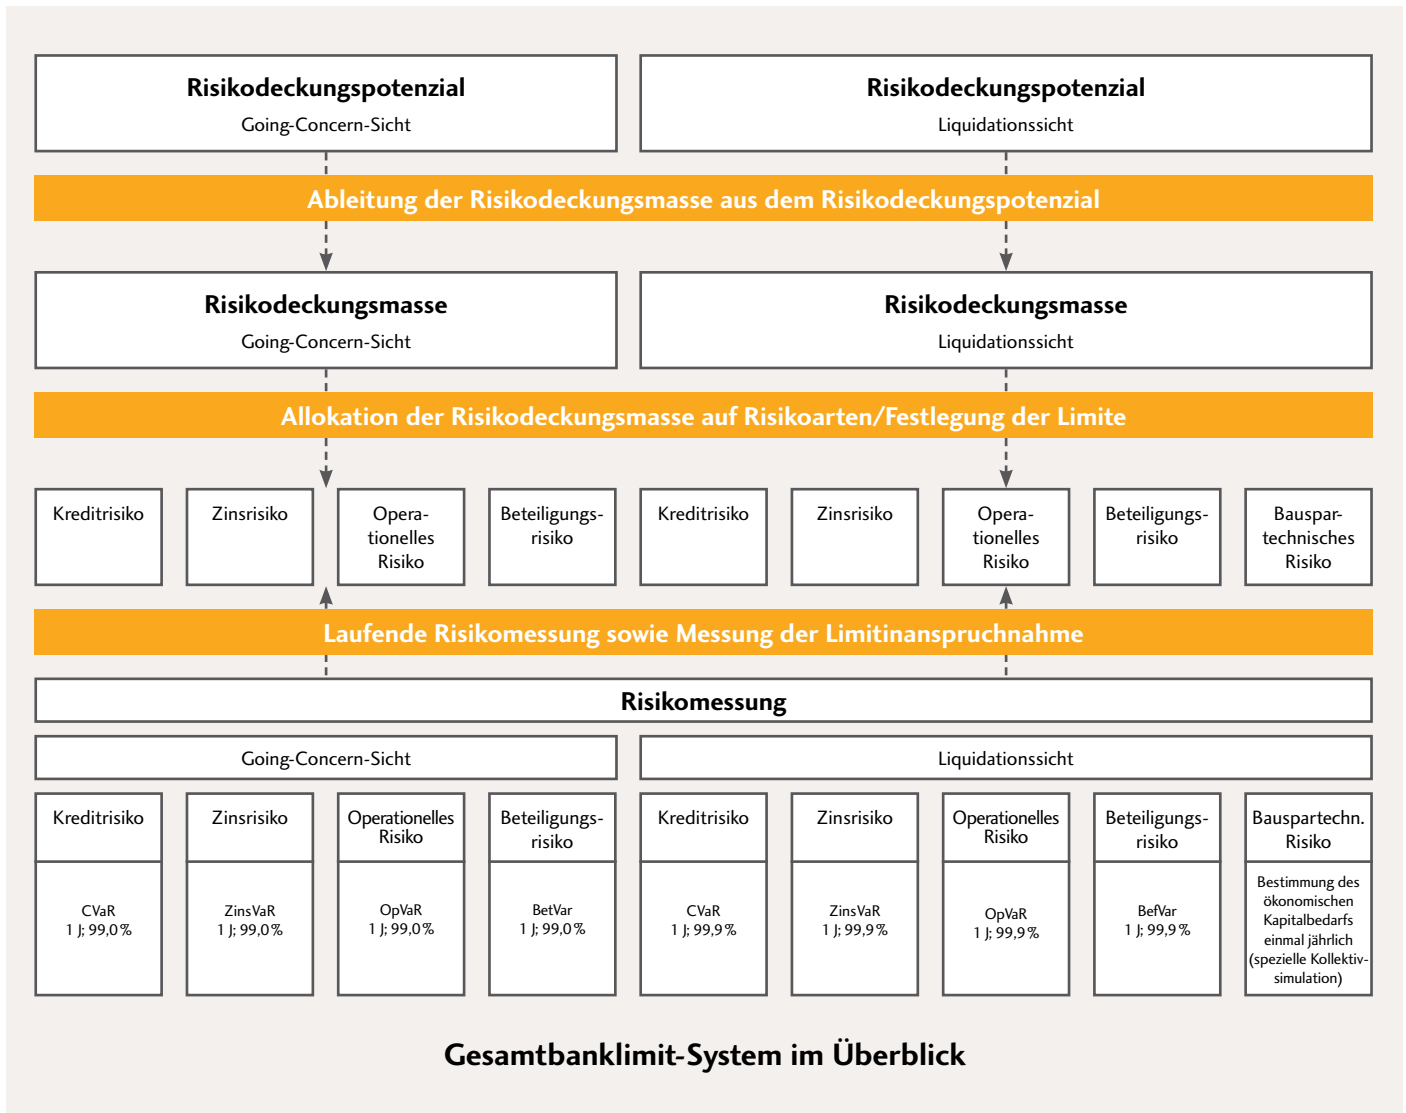 Risikodeckungspotenzial
Going-Concern-Sicht
Risikodeckungspotenzial
Liquidationssicht
Ableitung der Risikodeckungsmasse aus dem Risikodeckungspotenzial
Risikodeckungsmasse
Going-Concern-Sicht
Risikodeckungsmasse
Liquidationssicht
Allokation der Risikodeckungsmasse auf Risikoarten/Festlegung der Limite
Kreditrisiko
Zinsrisiko
Opera-
tionelles
Risiko
Beteiligungs-
risiko
Kreditrisiko
Zinsrisiko
Opera-
tionelles
Risiko
Beteiligungs-
risiko
Bauspar-
technisches
Risiko
Laufende Risikomessung sowie Messung der Limitinanspruchnahme
Risikomessung
Going-Concern-Sicht
Liquidationssicht
Kreditrisiko
Zinsrisiko
Operationelles
Risiko
Beteiligungs-
risiko
Kreditrisiko
Zinsrisiko
Operationelles
Risiko
Beteiligungs-
risiko
Bauspartechn.
Risiko
CVaR
1 J; 99,0 %
ZinsVaR
1 J; 99,0 %
OpVaR
1 J; 99,0 %
BetVar
1 J; 99,0 %
CVaR
1 J; 99,9 %
ZinsVaR
1 J; 99,9 %
OpVaR
1 J; 99,9 %
BefVar
1 J; 99,9 %
Bestimmung des
ökonomischen
Kapitalbedarfs
einmal jährlich
(spezielle Kollektiv-
simulation)
Gesamtbanklimit-System im Überblick